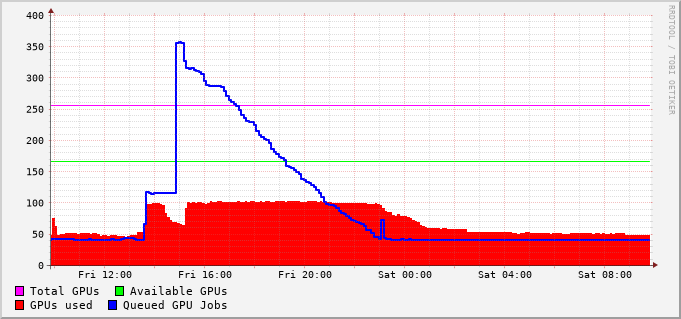 400
350
300
250
200
150
100
50
0
Fri 12:00 Fri 16:00 Fri 20:00 Sat 00:00 Sat 04:00 Sat 08:00
Total GPUs Available GPUs
GPUs used Queued GPU Jobs
RRDTOOL / TOBI OETIKER